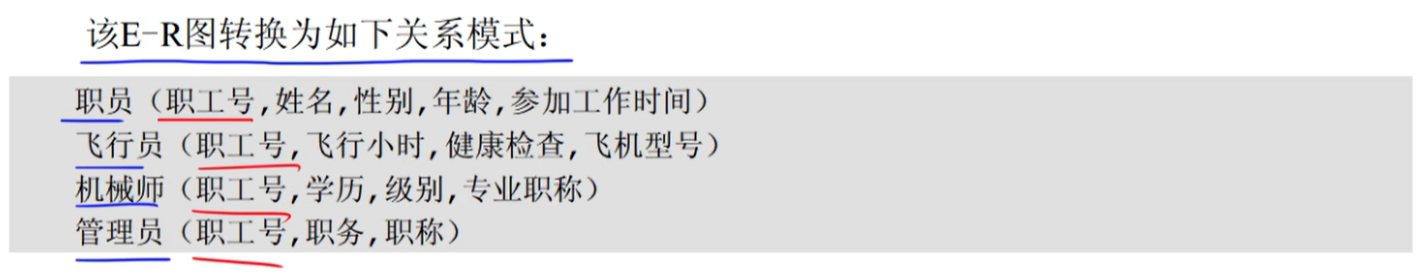 该E-R图转换为如下关系模式：
职员（职工号,姓名,性别,年龄,参加工作时间）
飞行员（职工号,飞行小时,健康检查,飞机型号）
机械师（职工号,学历,级别,专业职称）
管理员（职工号,职务,职称）